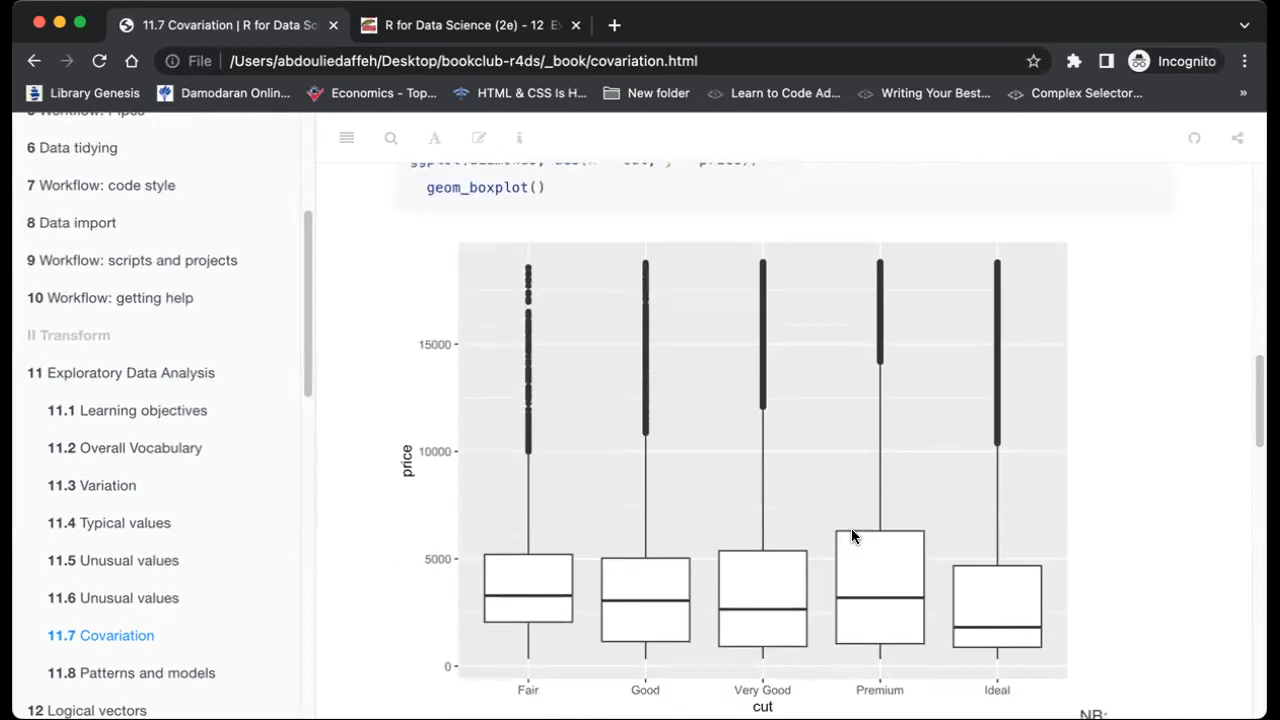 11.7 Covariation | R for Data Sc
R for Data Science (2e) - 12 Ex
File
/Users/abdouliedaffeh/Desktop/bookclub-r4ds/_book/covariation.html
Incognito
Library Genesis
Damodaran Onlin...
Economics - Top...
HTML & CSS Is H...
New folder
Learn to Code Ad...
Writing Your Best...
Complex Selector...
»
6 Data tidying
7 Workflow: code style
8 Data import
9 Workflow: scripts and projects
10 Workflow: getting help
II Transform
11 Exploratory Data Analysis
11.1 Learning objectives
11.2 Overall Vocabulary
11.3 Variation
11.4 Typical values
11.5 Unusual values
11.6 Unusual values
11.7 Covariation
11.8 Patterns and models
12 Logical vectors
geom_boxplot()
price
15000
10000
5000
0
Fair
Good
Very Good
Premium
Ideal
cut
NB: